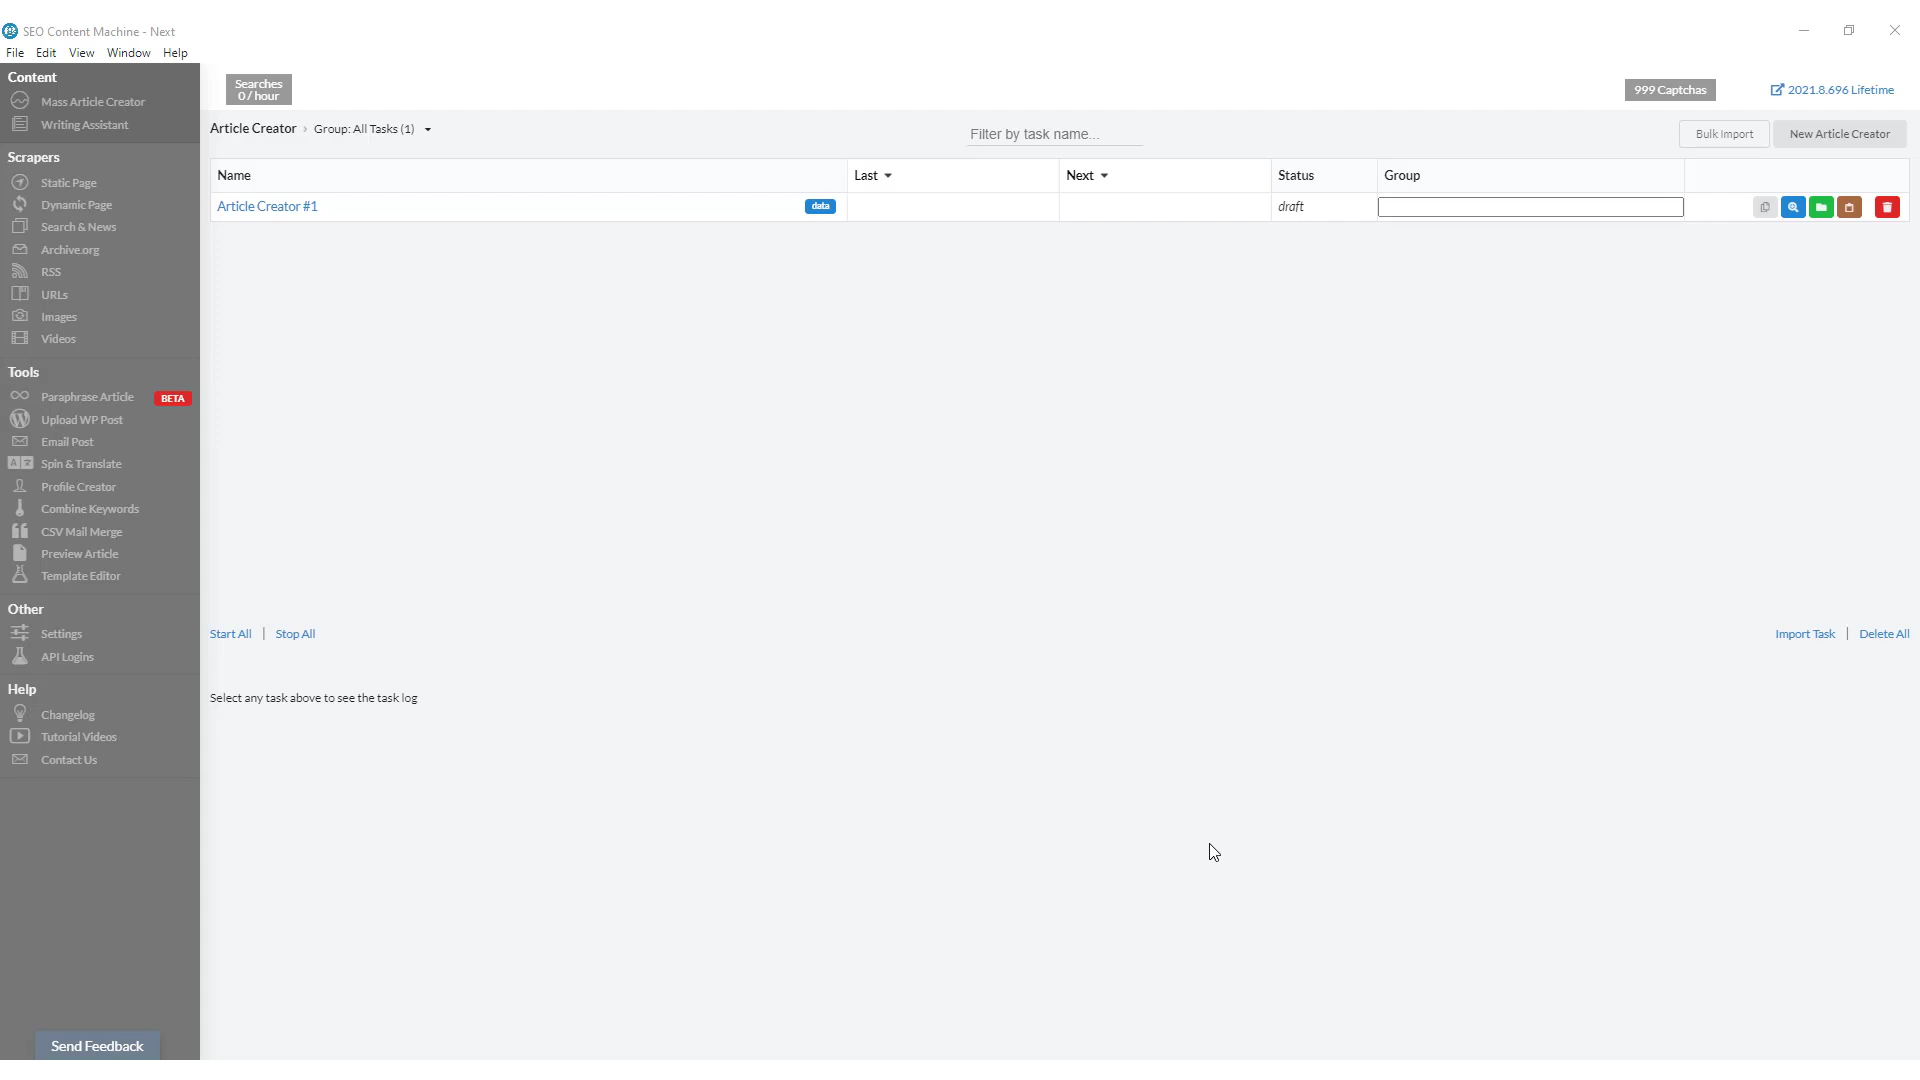 SEO Content Machine - Next
File Edit View Window Help
Content
Mass Article Creator
Writing Assistant
Scrapers
Static Page
Dynamic Page
Search & News
Archive.org
RSS
URLs
Images
Videos
Tools
Paraphrase Article BETA
Upload WP Post
Email Post
Spin & Translate
Profile Creator
Combine Keywords
CSV Mail Merge
Preview Article
Template Editor
Other
Settings
API Logins
Help
Changelog
Tutorial Videos
Contact Us
Send Feedback
Searches
0 / hour
999 Captchas
2021.8.696 Lifetime
Article Creator › Group: All Tasks (1)
Filter by task name...
Bulk Import
New Article Creator
Name Last Next Status Group
Article Creator #1 data draft
Start All | Stop All
Import Task | Delete All
Select any task above to see the task log